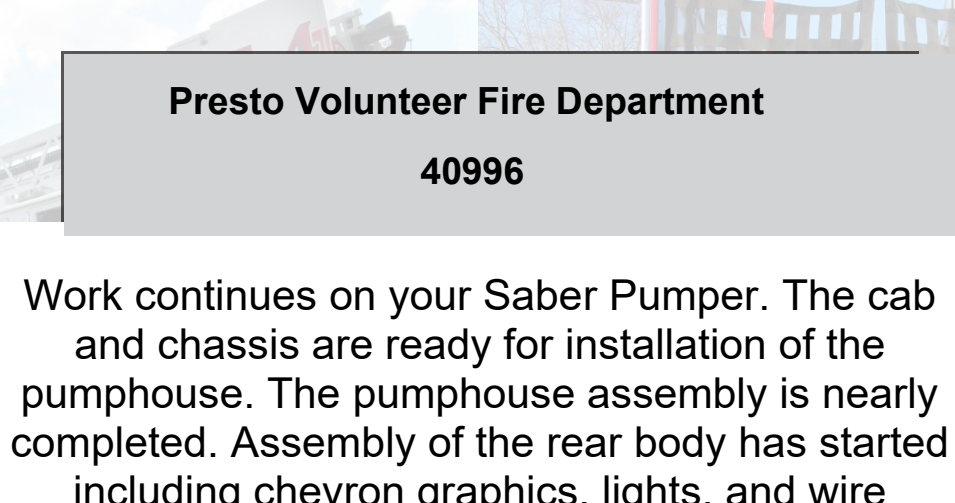 Presto Volunteer Fire Department
40996
Work continues on your Saber Pumper. The cab
and chassis are ready for installation of the
pumphouse. The pumphouse assembly is nearly
completed. Assembly of the rear body has started
including chevron graphics, lights, and wire